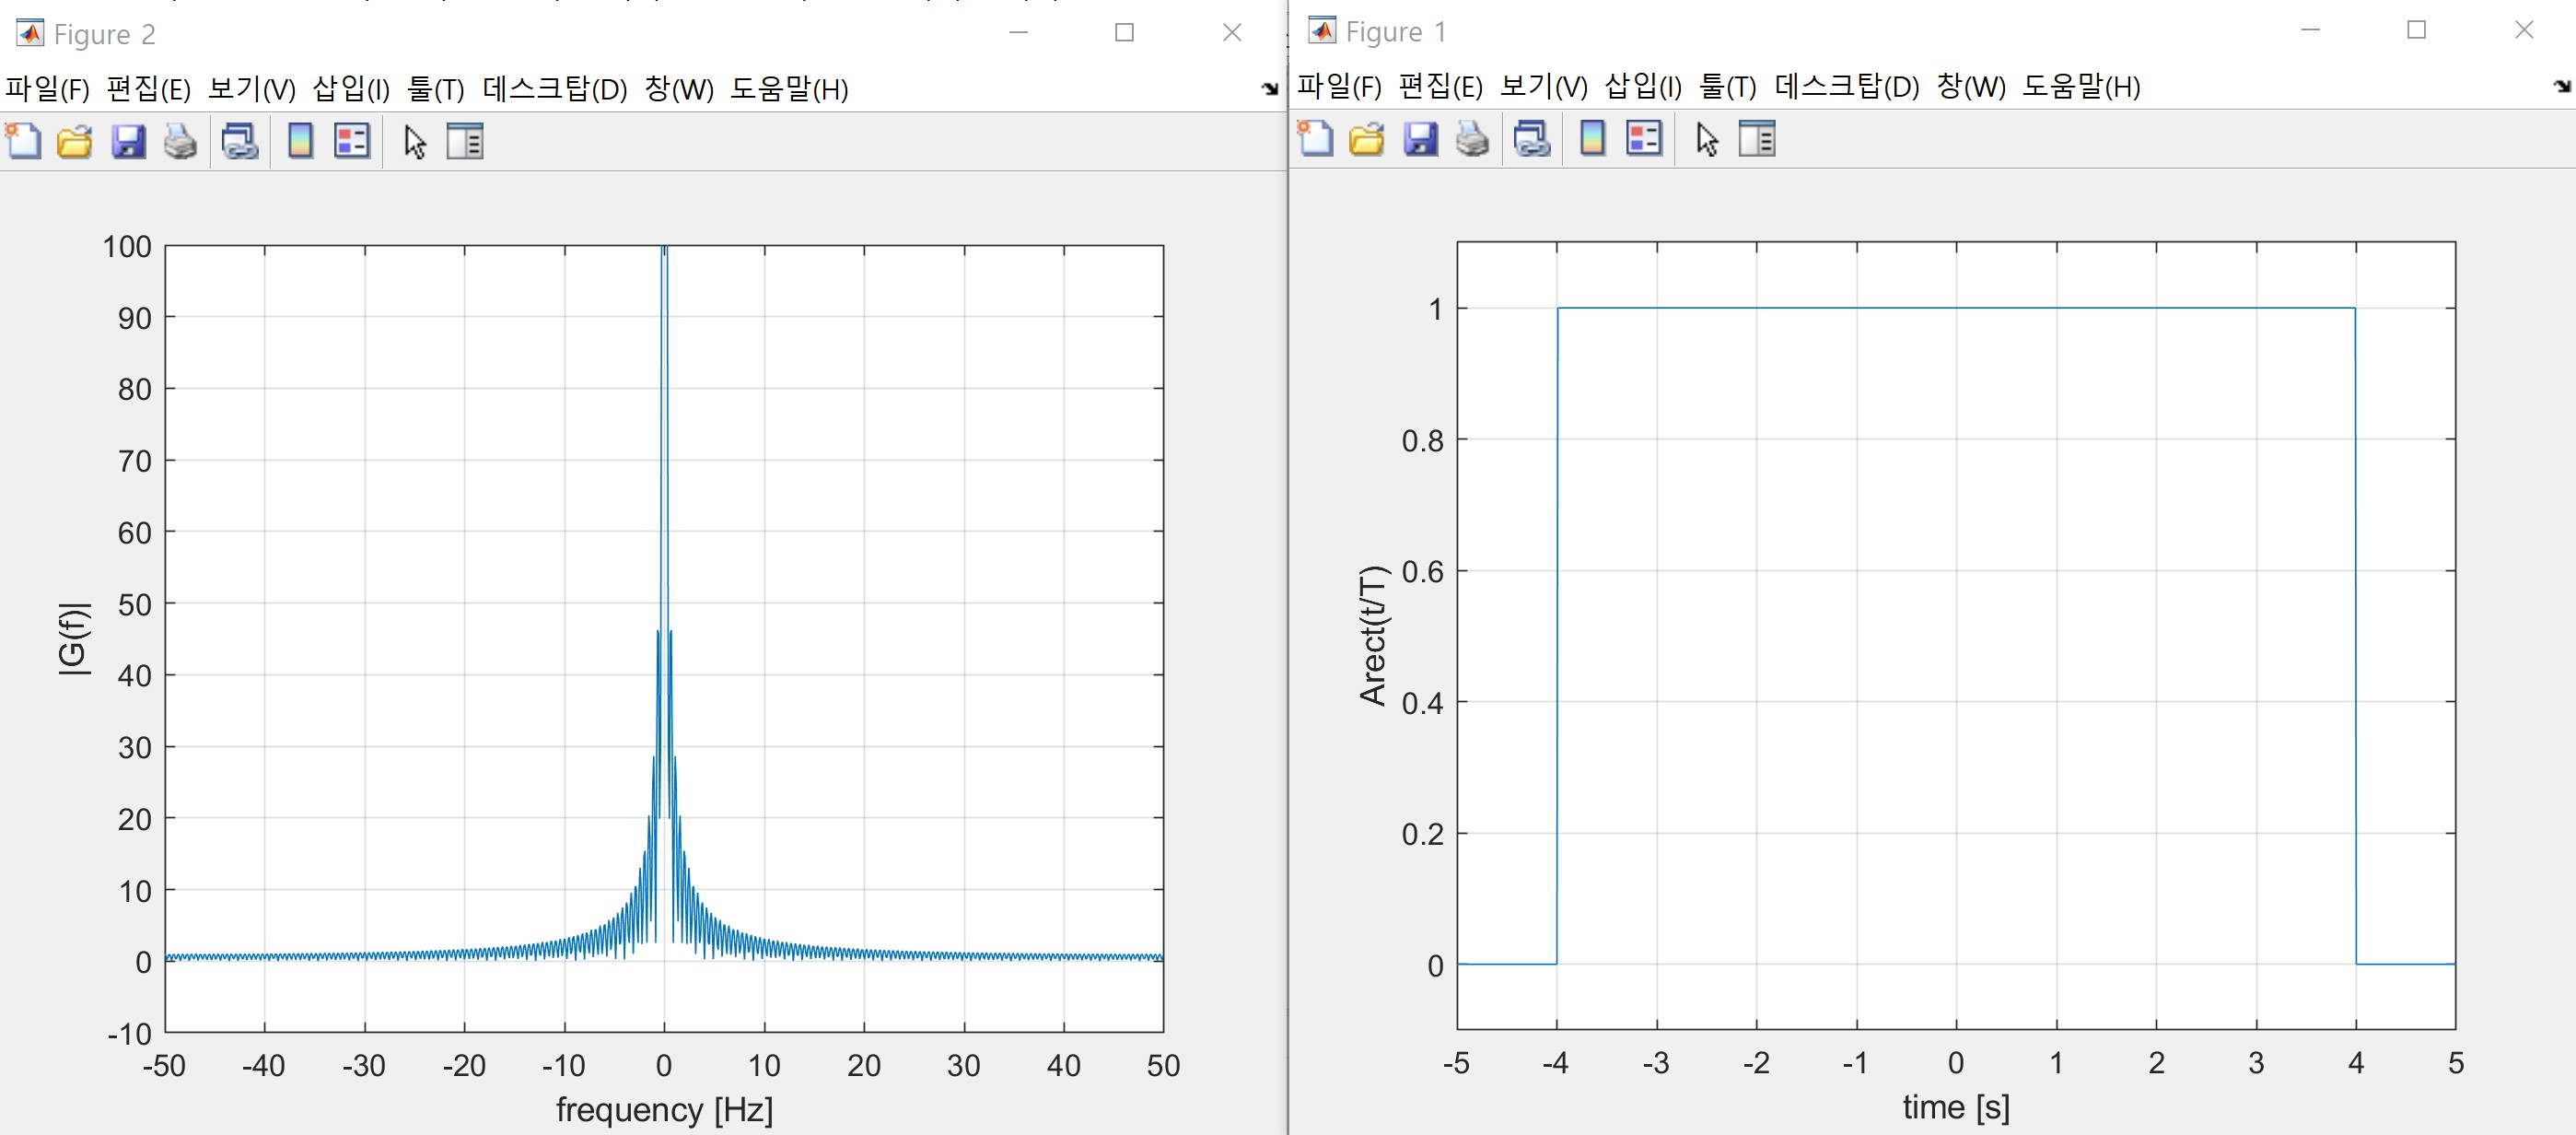 Figure 2
파일(F) 편집(E) 보기(V) 삽입(I) 툴(T) 데스크탑(D) 창(W) 도움말(H)
100
90
80
70
60
50
40
30
20
10
0
-10
|G(f)|
-50 -40 -30 -20 -10 0 10 20 30 40 50
frequency [Hz]
Figure 1
파일(F) 편집(E) 보기(V) 삽입(I) 툴(T) 데스크탑(D) 창(W) 도움말(H)
1
0.8
0.6
0.4
0.2
0
Arect(t/T)
-5 -4 -3 -2 -1 0 1 2 3 4 5
time [s]